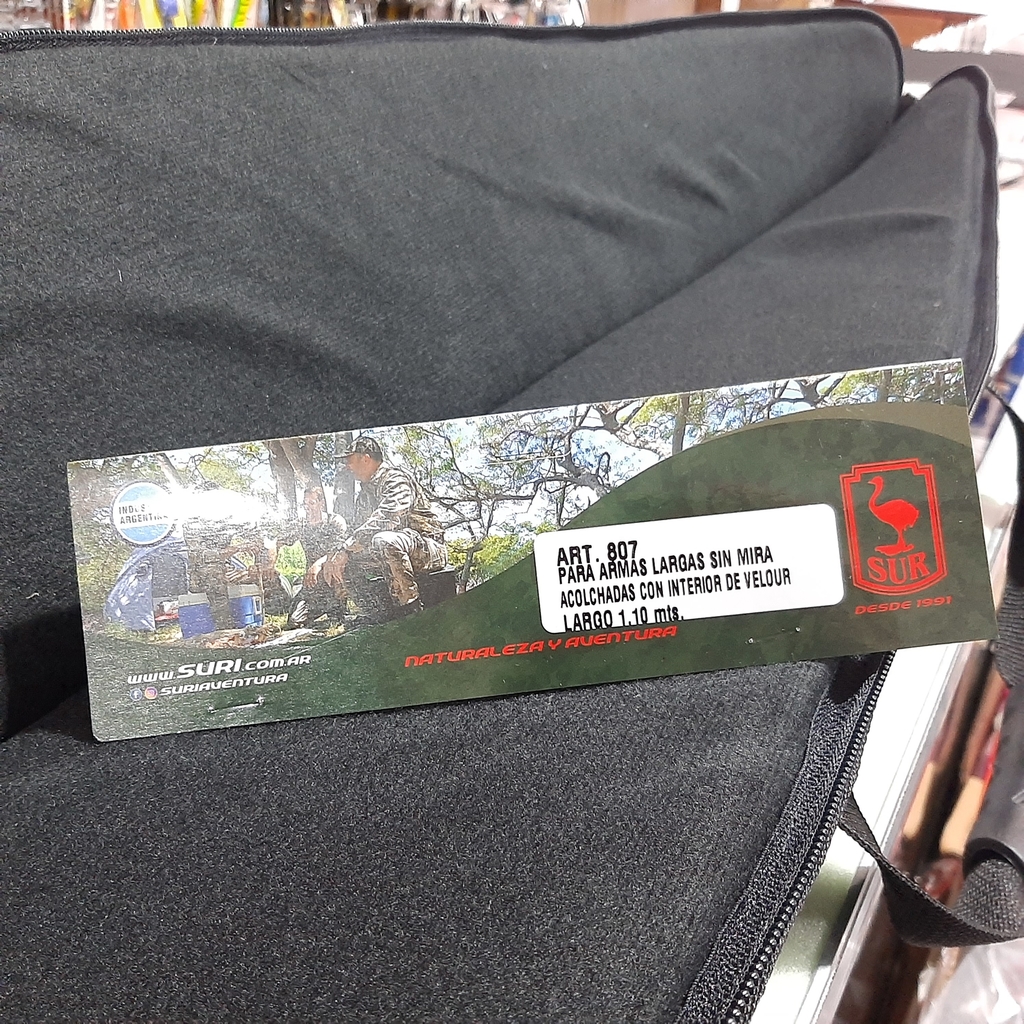 ART. 807
PARA ARMAS LARGAS SIN MIRA
ACOLCHADAS CON INTERIOR DE VELOUR
LARGO 1.10 mts.
SURI
DESDE 1991
NATURALEZA Y AVENTURA
www.SURI.COM.AR
SURIAVENTURA
ARGENTINA